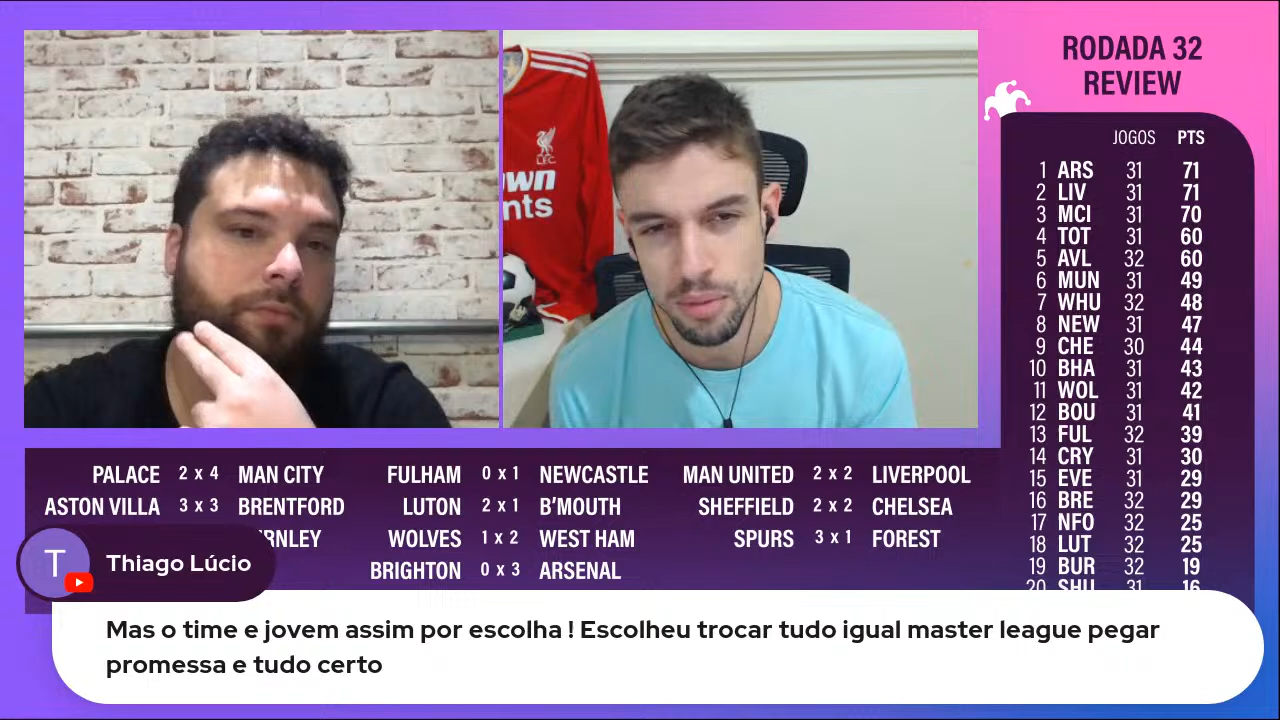 RODADA 32
REVIEW
JOGOS PTS
1 ARS 31 71
2 LIV 31 71
3 MCI 31 70
4 TOT 31 60
5 AVL 32 60
6 MUN 31 49
7 WHU 32 48
8 NEW 31 47
9 CHE 30 44
10 BHA 31 43
11 WOL 31 42
12 BOU 31 41
13 FUL 32 39
14 CRY 31 30
15 EVE 31 29
16 BRE 32 29
17 NFO 32 25
18 LUT 32 25
19 BUR 32 19
20 SHU 31 16
L.F.C.
wn
nts
PALACE 2 x 4 MAN CITY
ASTON VILLA 3 x 3 BRENTFORD
RNLEY
FULHAM 0 x 1 NEWCASTLE
LUTON 2 x 1 B'MOUTH
WOLVES 1 x 2 WEST HAM
BRIGHTON 0 x 3 ARSENAL
MAN UNITED 2 x 2 LIVERPOOL
SHEFFIELD 2 x 2 CHELSEA
SPURS 3 x 1 FOREST
T
Thiago Lúcio
Mas o time e jovem assim por escolha ! Escolheu trocar tudo igual master league pegar
promessa e tudo certo